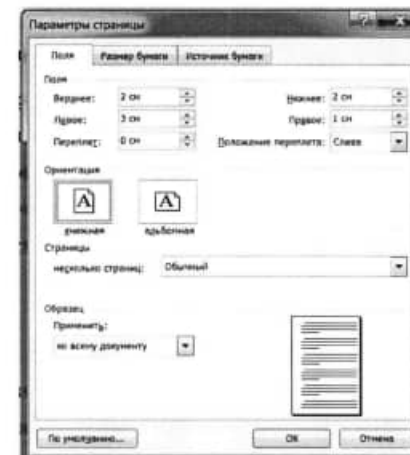 Параметры страницы
Поля Размер бумаги Источник бумаги
Поля
Верхнее: 2 см Нижнее: 2 см
Левое: 3 см Правое: 1 см
Переплет: 0 см Положение переплета: Слева
Ориентация
A A
книжная альбомная
Страницы
несколько страниц: Обычный
Образец
Применить:
ко всему документу
По умолчанию... ОК Отмена